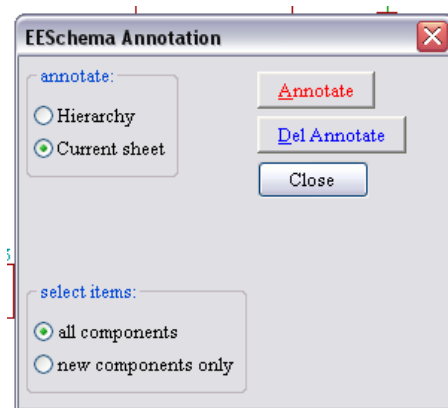 EESchema Annotation
annotate:
Hierarchy
Current sheet
Annotate
Del Annotate
Close
select items:
all components
new components only